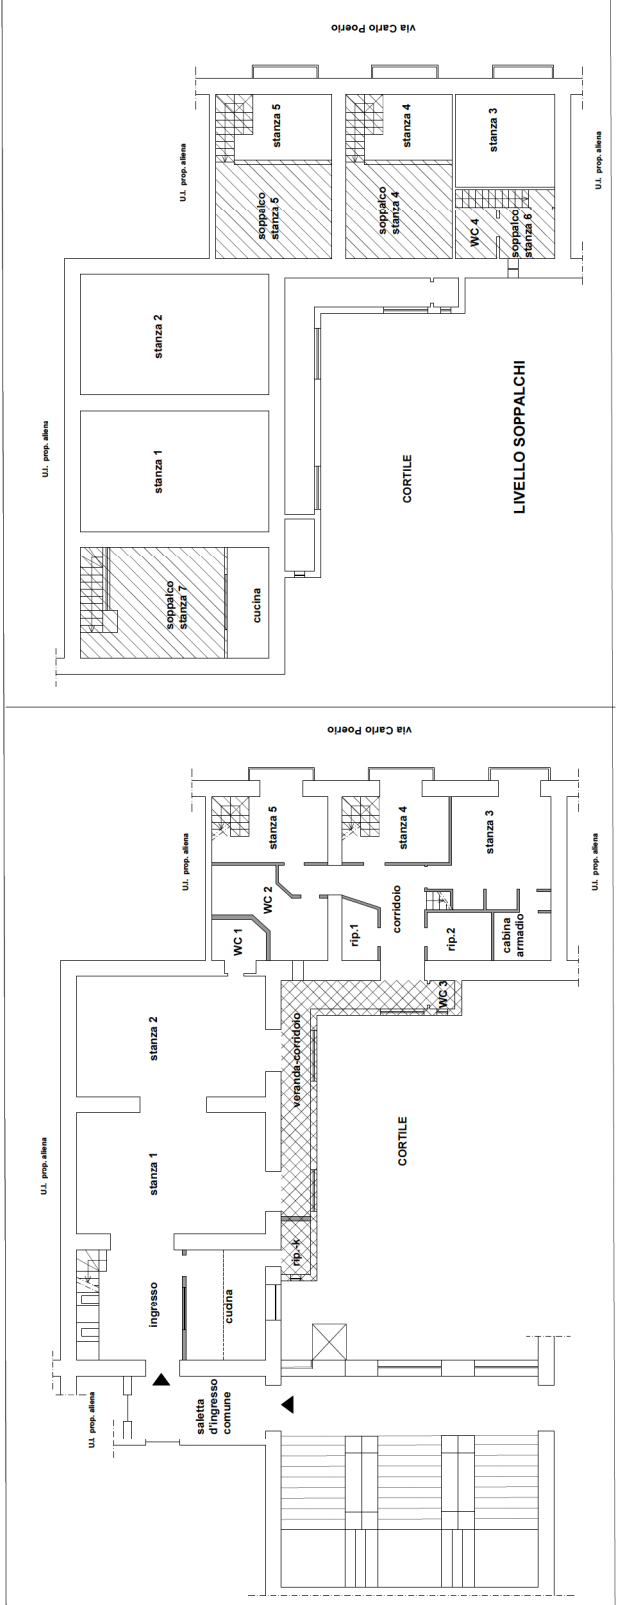 via Carlo Poerio
U.I. prop. aliena
stanza 5
stanza 4
stanza 3
U.I. prop. aliena
soppalco
stanza 5
soppalco
stanza 4
WC 4
soppalco
stanza 6
stanza 2
U.I. prop. aliena
stanza 1
CORTILE
LIVELLO SOPPALCHI
soppalco
stanza 7
cucina
via Carlo Poerio
U.I. prop. aliena
stanza 5
stanza 4
stanza 3
U.I. prop. aliena
WC 2
corridoio
WC 1
rip.1
rip.2
cabina
armadio
WC 3
stanza 2
veranda-corridoio
U.I. prop. aliena
stanza 1
CORTILE
rip.-k
ingresso
cucina
U.I. prop. aliena
saletta
d'ingresso
comune